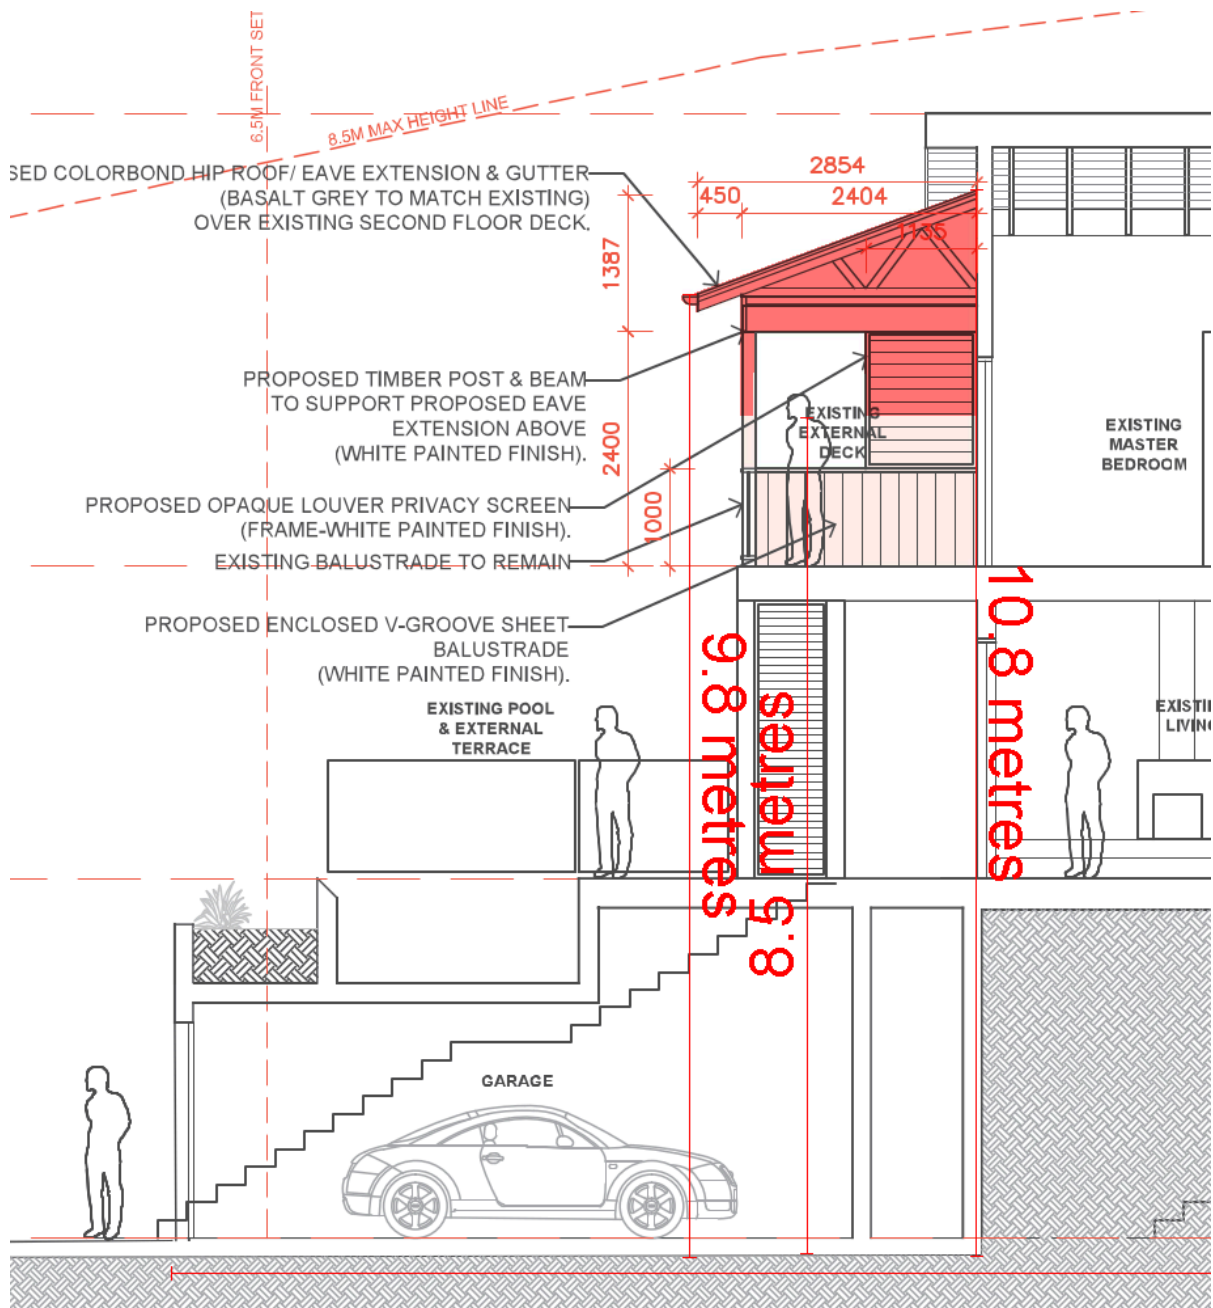 6.5M FRONT SET
8.5M MAX HEIGHT LINE
SED COLORBOND HIP ROOF/ EAVE EXTENSION & GUTTER
(BASALT GREY TO MATCH EXISTING)
OVER EXISTING SECOND FLOOR DECK.
2854
450
2404
1135
1387
PROPOSED TIMBER POST & BEAM
TO SUPPORT PROPOSED EAVE
EXTENSION ABOVE
(WHITE PAINTED FINISH).
2400
EXISTING
EXTERNAL
DECK
EXISTING
MASTER
BEDROOM
PROPOSED OPAQUE LOUVER PRIVACY SCREEN
(FRAME-WHITE PAINTED FINISH).
1000
EXISTING BALUSTRADE TO REMAIN
PROPOSED ENCLOSED V-GROOVE SHEET
BALUSTRADE
(WHITE PAINTED FINISH).
9.8 metres
8.5 metres
10.8 metres
EXISTING POOL
& EXTERNAL
TERRACE
EXISTIN
LIVING
GARAGE